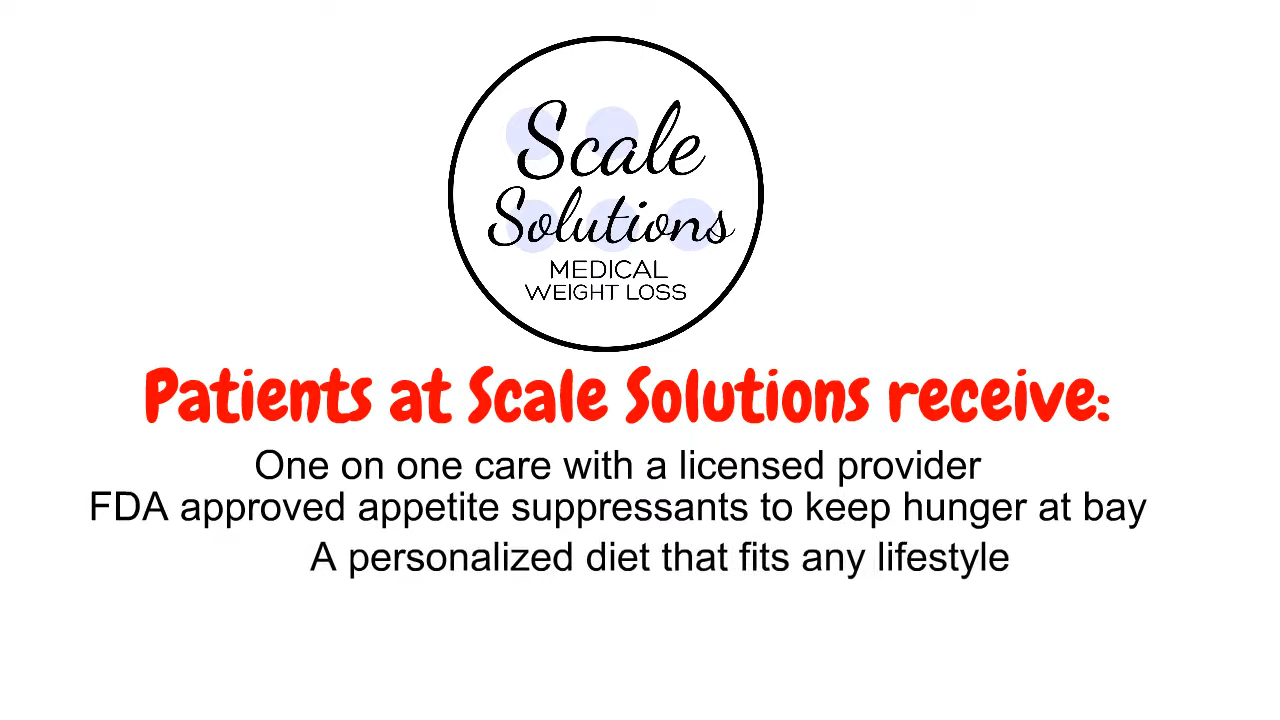 Scale
Solutions
MEDICAL
WEIGHT LOSS
Patients at Scale Solutions receive:
One on one care with a licensed provider
FDA approved appetite suppressants to keep hunger at bay
A personalized diet that fits any lifestyle